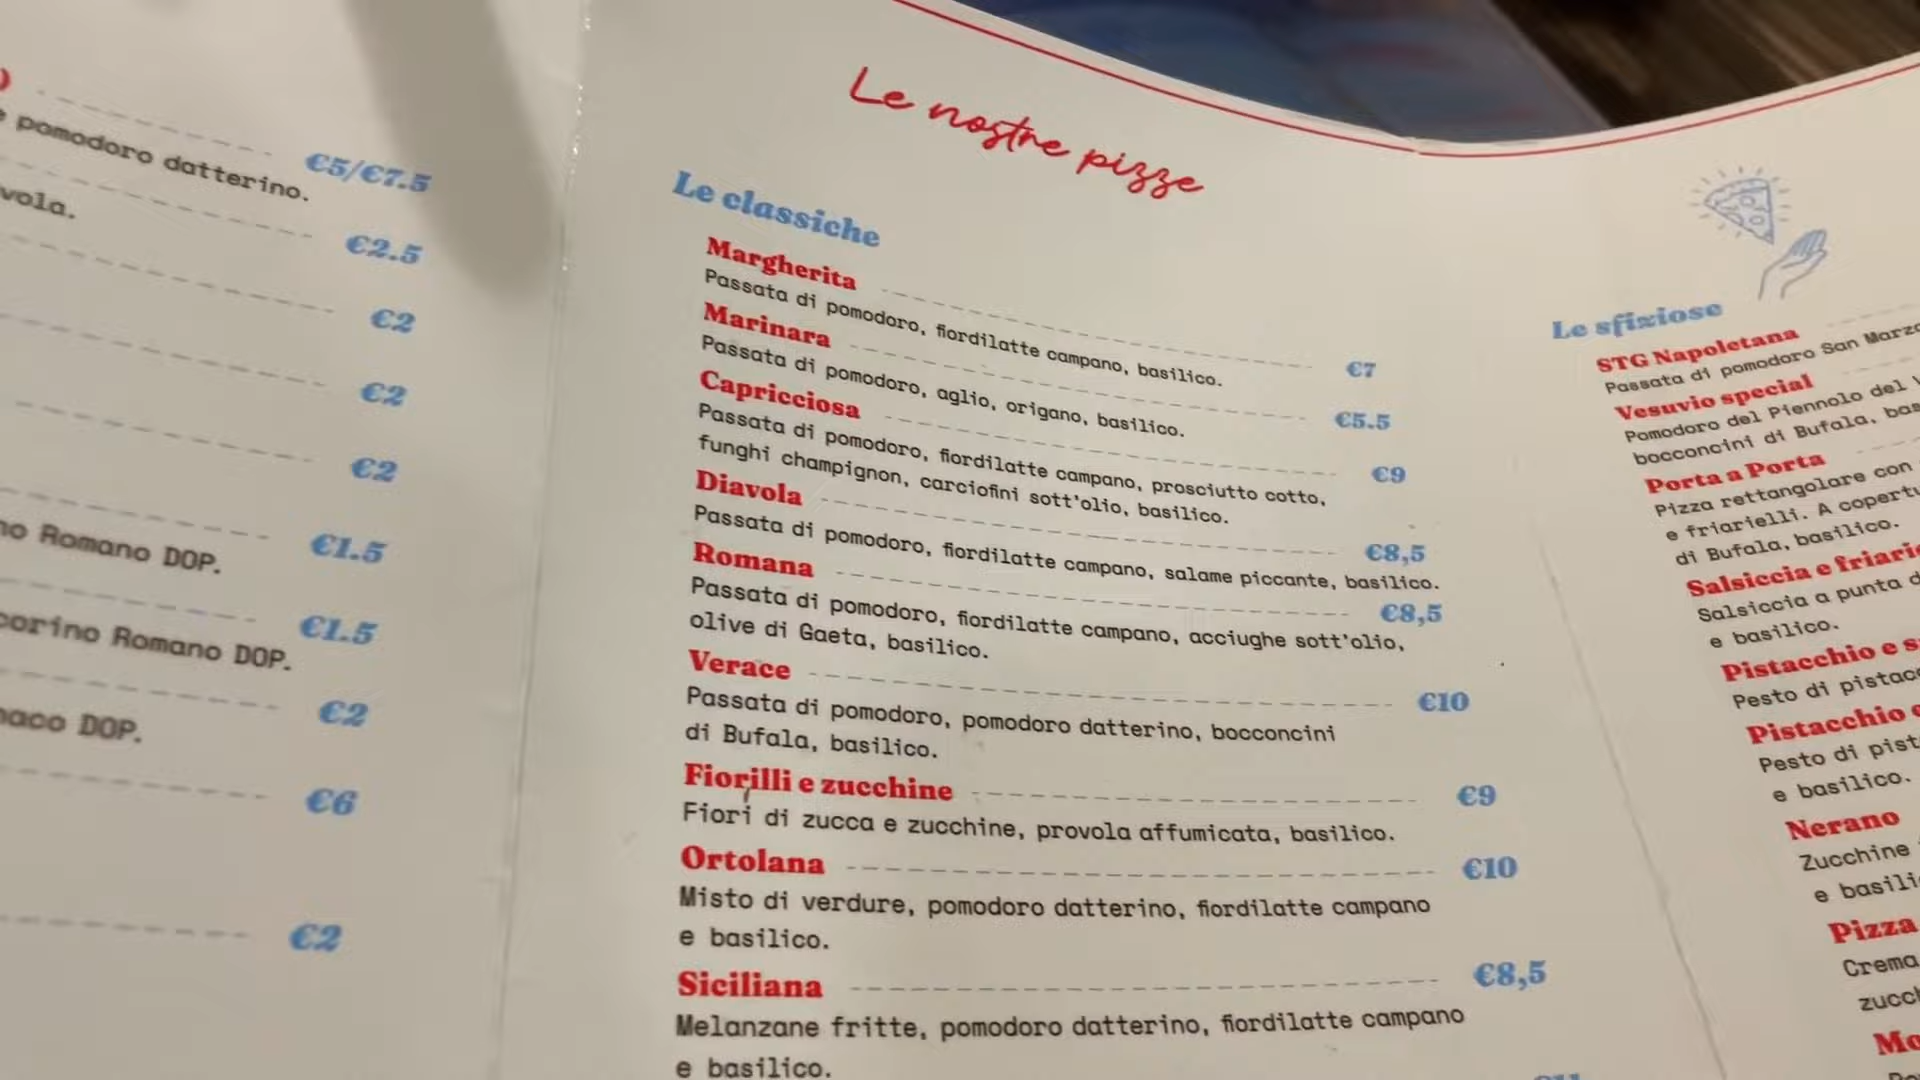 €5/€7.5
pomodoro datterino.
€2.5
€2
€2
€2
€1.5
Romano DOP.
€1.5
Romano DOP.
€2
DOP.
€6
€2
Le nostre pizze
Le classiche
Margherita €7
Passata di pomodoro, fiordilatte campano, basilico.
Marinara €5.5
Passata di pomodoro, aglio, origano, basilico.
Capricciosa €9
Passata di pomodoro, fiordilatte campano, prosciutto cotto,
funghi champignon, carciofini sott'olio, basilico.
Diavola €8,5
Passata di pomodoro, fiordilatte campano, salame piccante, basilico.
Romana €8,5
Passata di pomodoro, fiordilatte campano, acciughe sott'olio,
olive di Gaeta, basilico.
Verace €10
Passata di pomodoro, pomodoro datterino, bocconcini
di Bufala, basilico.
Fiorilli e zucchine €9
Fiori di zucca e zucchine, provola affumicata, basilico.
Ortolana €10
Misto di verdure, pomodoro datterino, fiordilatte campano
e basilico.
Siciliana €8,5
Melanzane fritte, pomodoro datterino, fiordilatte campano
e basilico.
Le sfiziose
STG Napoletana
Passata di pomodoro San
Vesuvio special
Pomodoro del Piennolo del
bocconcini di Bufala,
Porta a Porta
Pizza rettangolare con
e friarielli. A
di Bufala, basilico.
Salsiccia e
Salsiccia a punta
e basilico.
Pistacchio e
Pesto di
Pistacchio
Pesto di
e basilico.
Nerano
Zucchine
e
Pizza
Crema